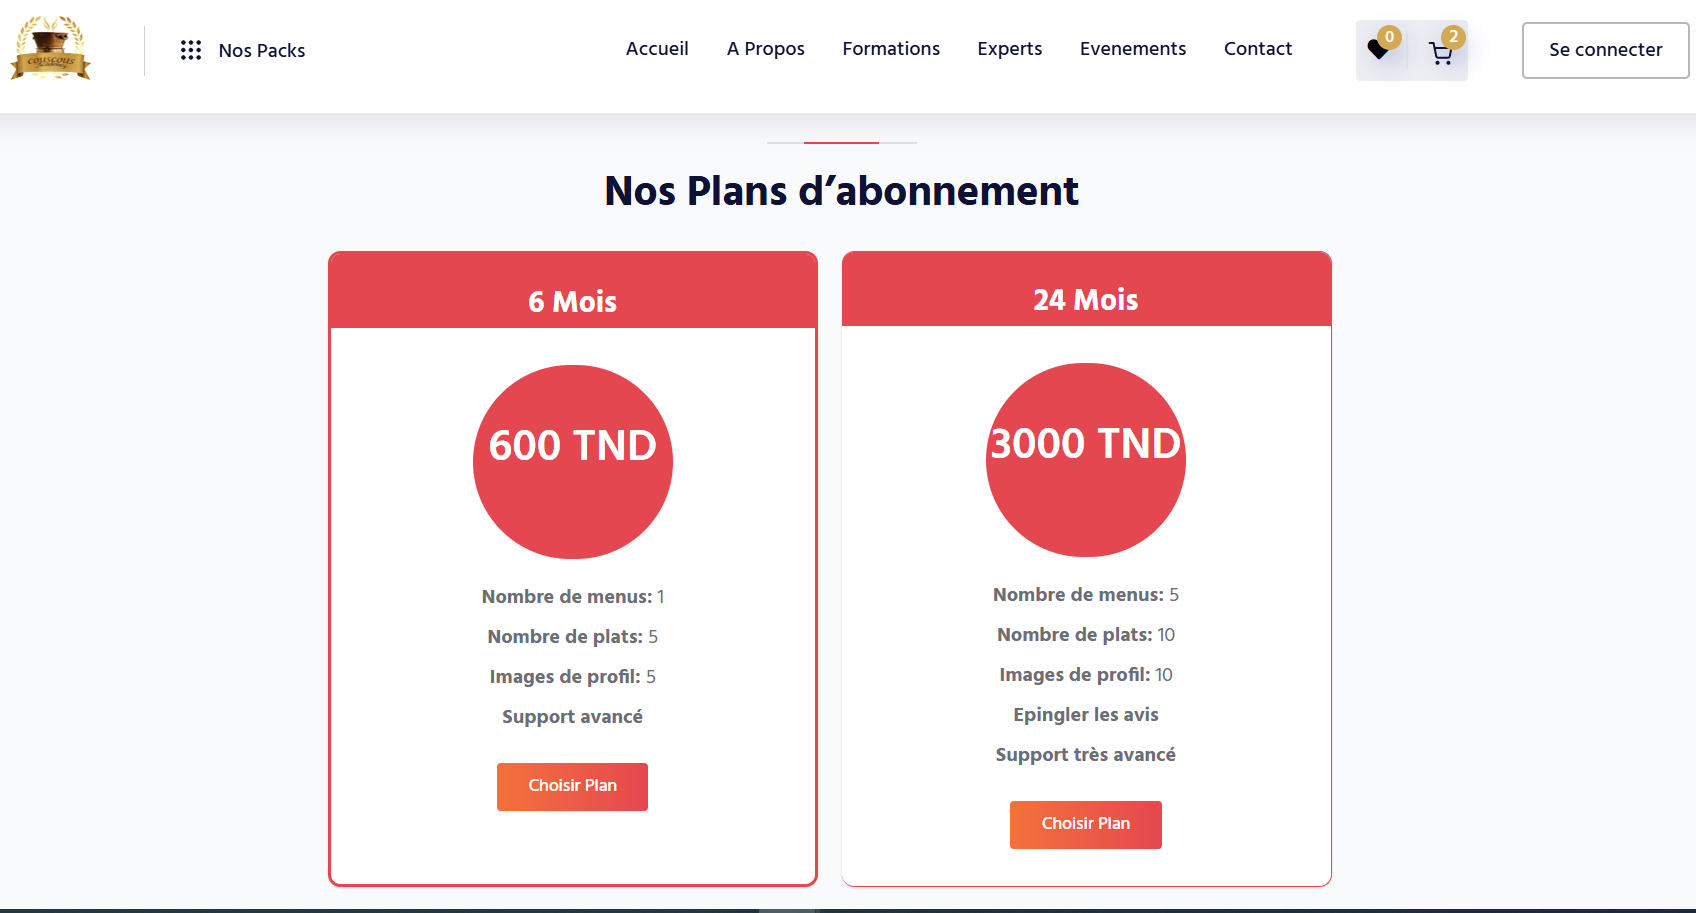 COUSCOUS
Nos Packs
Accueil
A Propos
Formations
Experts
Evenements
Contact
0
2
Se connecter
Nos Plans d’abonnement
6 Mois
600 TND
Nombre de menus: 1
Nombre de plats: 5
Images de profil: 5
Support avancé
Choisir Plan
24 Mois
3000 TND
Nombre de menus: 5
Nombre de plats: 10
Images de profil: 10
Epingler les avis
Support très avancé
Choisir Plan